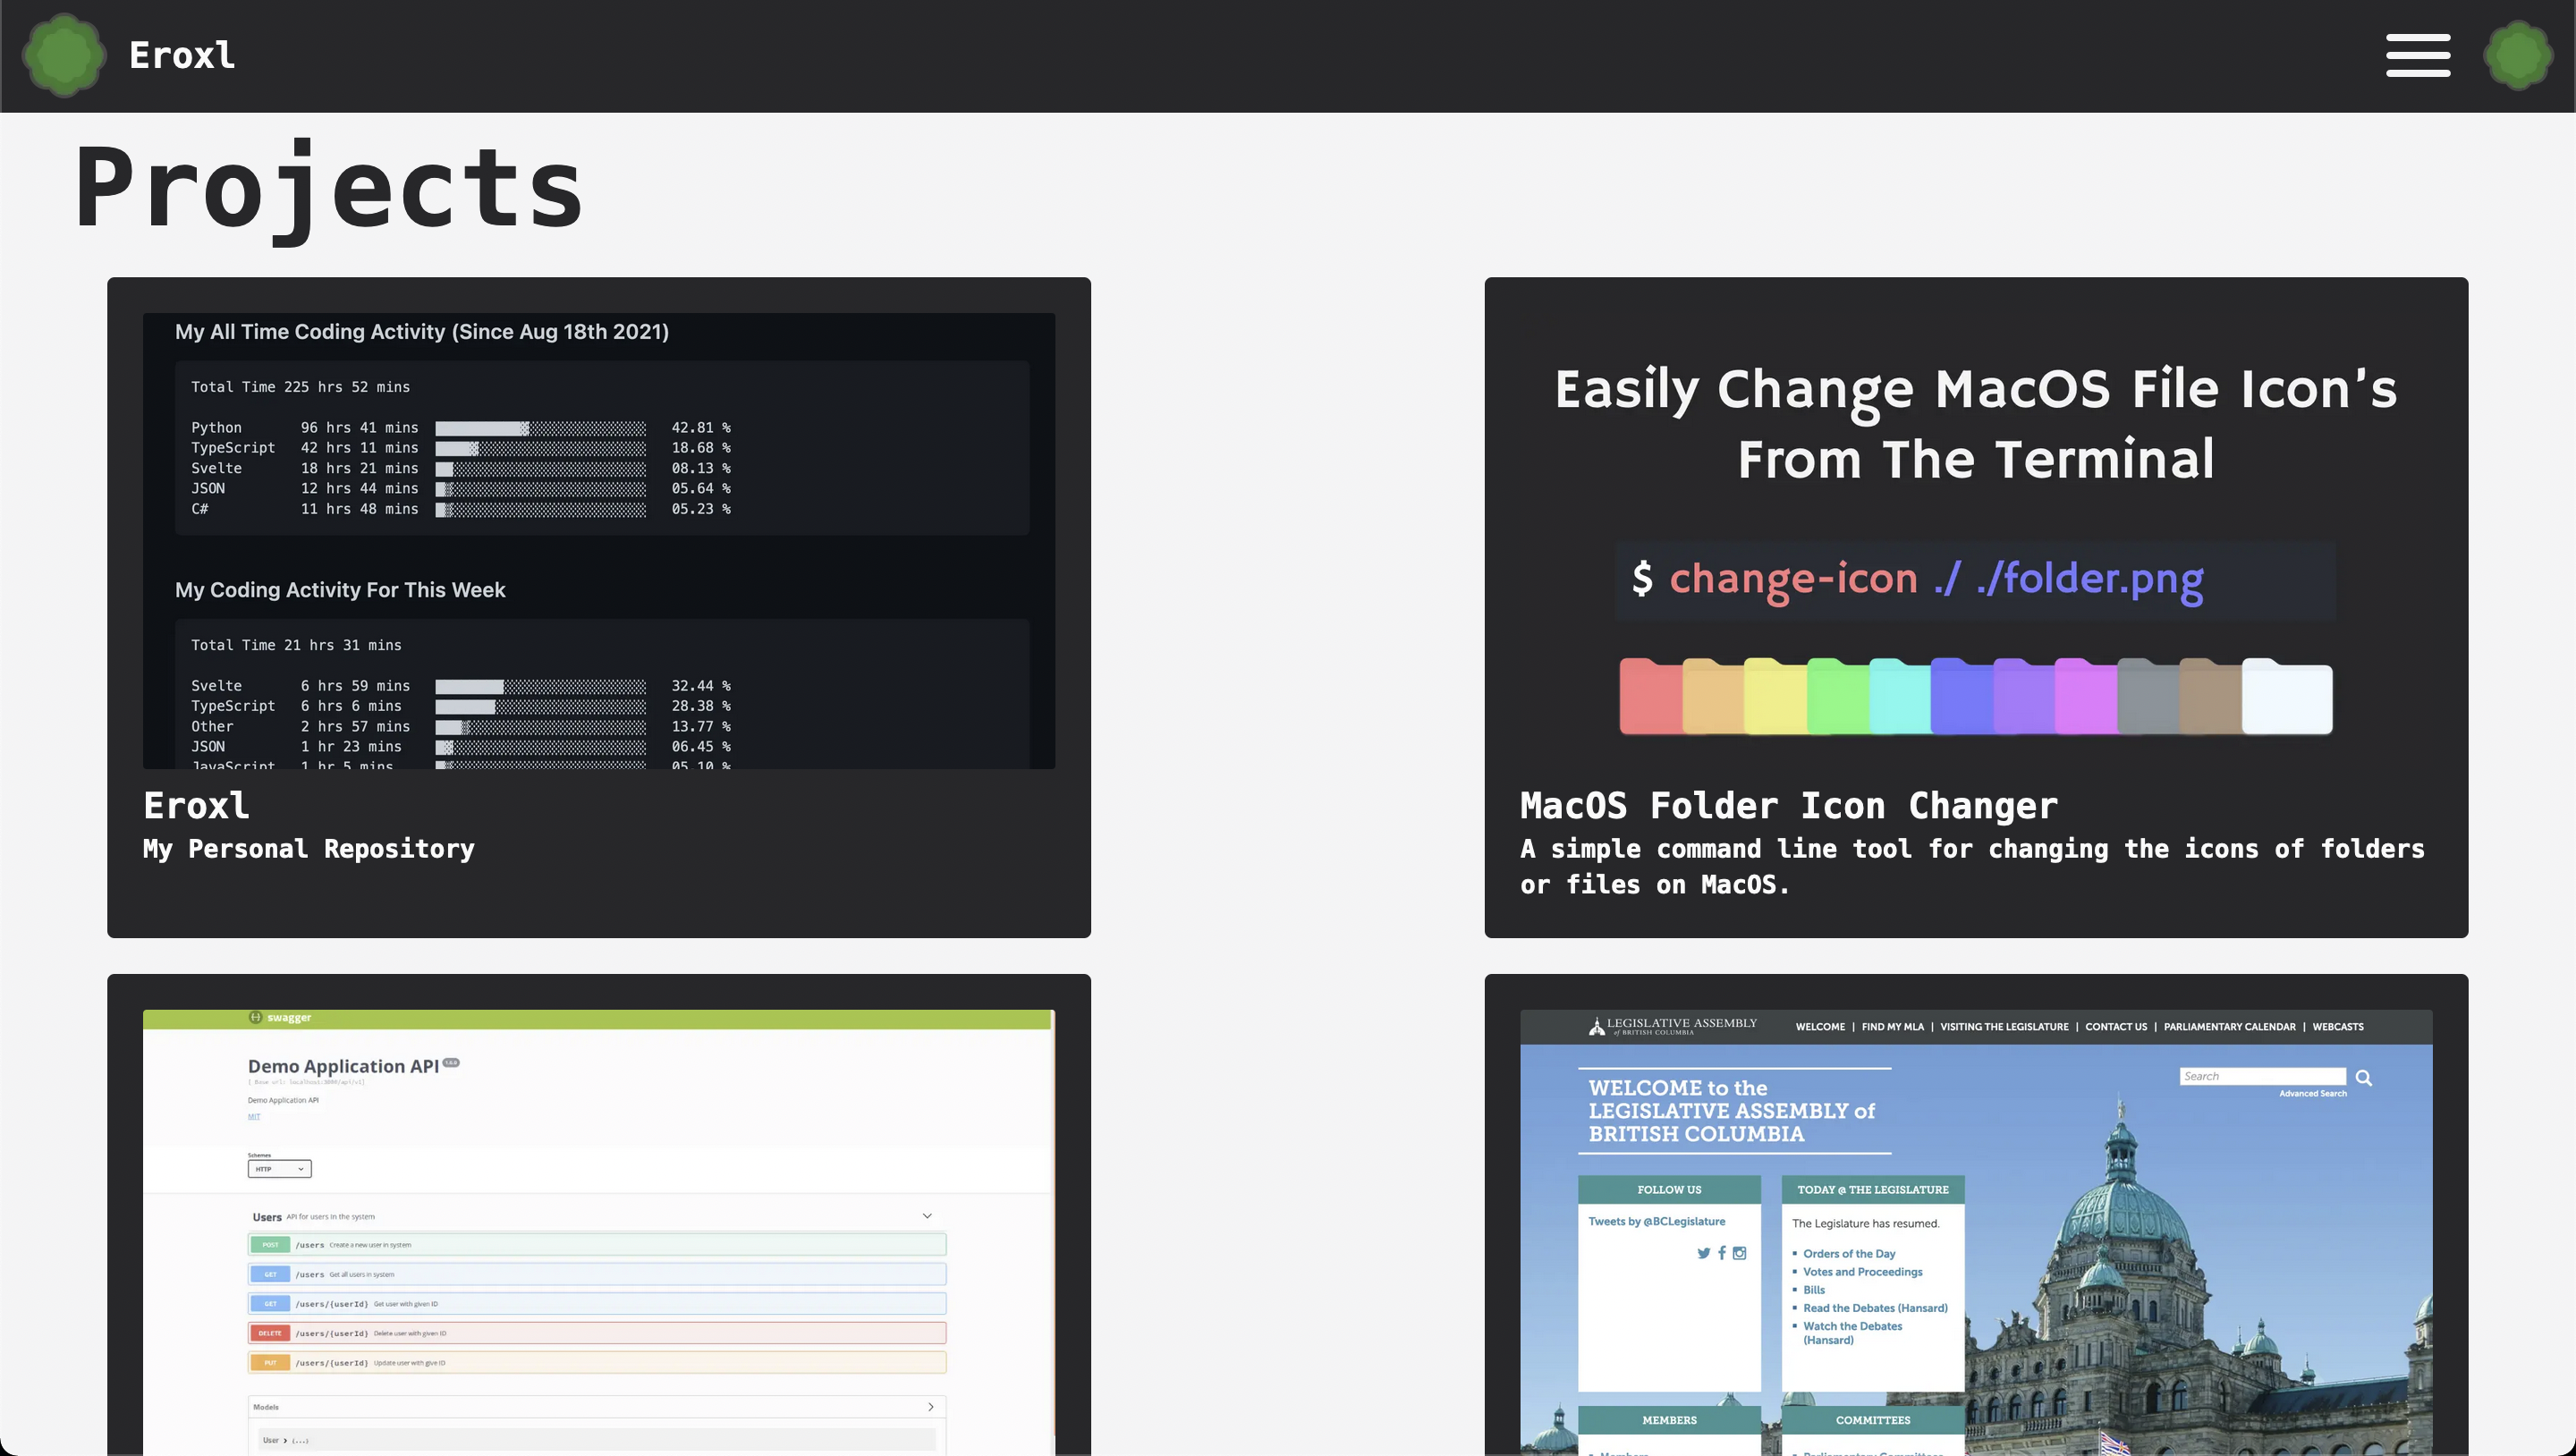 Eroxl
Projects
My All Time Coding Activity (Since Aug 18th 2021)
Total Time 225 hrs 52 mins
Python 96 hrs 41 mins 42.81 %
TypeScript 42 hrs 11 mins 18.68 %
Svelte 18 hrs 21 mins 08.13 %
JSON 12 hrs 44 mins 05.64 %
C# 11 hrs 48 mins 05.23 %
My Coding Activity For This Week
Total Time 21 hrs 31 mins
Svelte 6 hrs 59 mins 32.44 %
TypeScript 6 hrs 6 mins 28.38 %
Other 2 hrs 57 mins 13.77 %
JSON 1 hr 23 mins 06.45 %
JavaScript 1 hr 5 mins 05.10 %
Eroxl
My Personal Repository
Easily Change MacOS File Icon's
From The Terminal
$ change-icon ./ ./folder.png
MacOS Folder Icon Changer
A simple command line tool for changing the icons of folders
or files on MacOS.
swagger
Demo Application API
[ Base url: localhost:3000/api/v1]
Demo Application API
MIT
Schemes
HTTP
Users API for users in the system
POST /users Create a new user in system
GET /users Get all users in system
GET /users/{userId} Get user with given ID
DELETE /users/{userId} Delete user with given ID
PUT /users/{userId} Update user with give ID
Models
User > {...}
LEGISLATIVE ASSEMBLY
of BRITISH COLUMBIA
WELCOME | FIND MY MLA | VISITING THE LEGISLATURE | CONTACT US | PARLIAMENTARY CALENDAR | WEBCASTS
WELCOME to the
LEGISLATIVE ASSEMBLY of
BRITISH COLUMBIA
Search
Advanced Search
FOLLOW US
Tweets by @BCLegislature
TODAY @ THE LEGISLATURE
The Legislature has resumed.
Orders of the Day
Votes and Proceedings
Bills
Read the Debates (Hansard)
Watch the Debates
(Hansard)
MEMBERS
Members
COMMITTEES
Parliamentary Committees